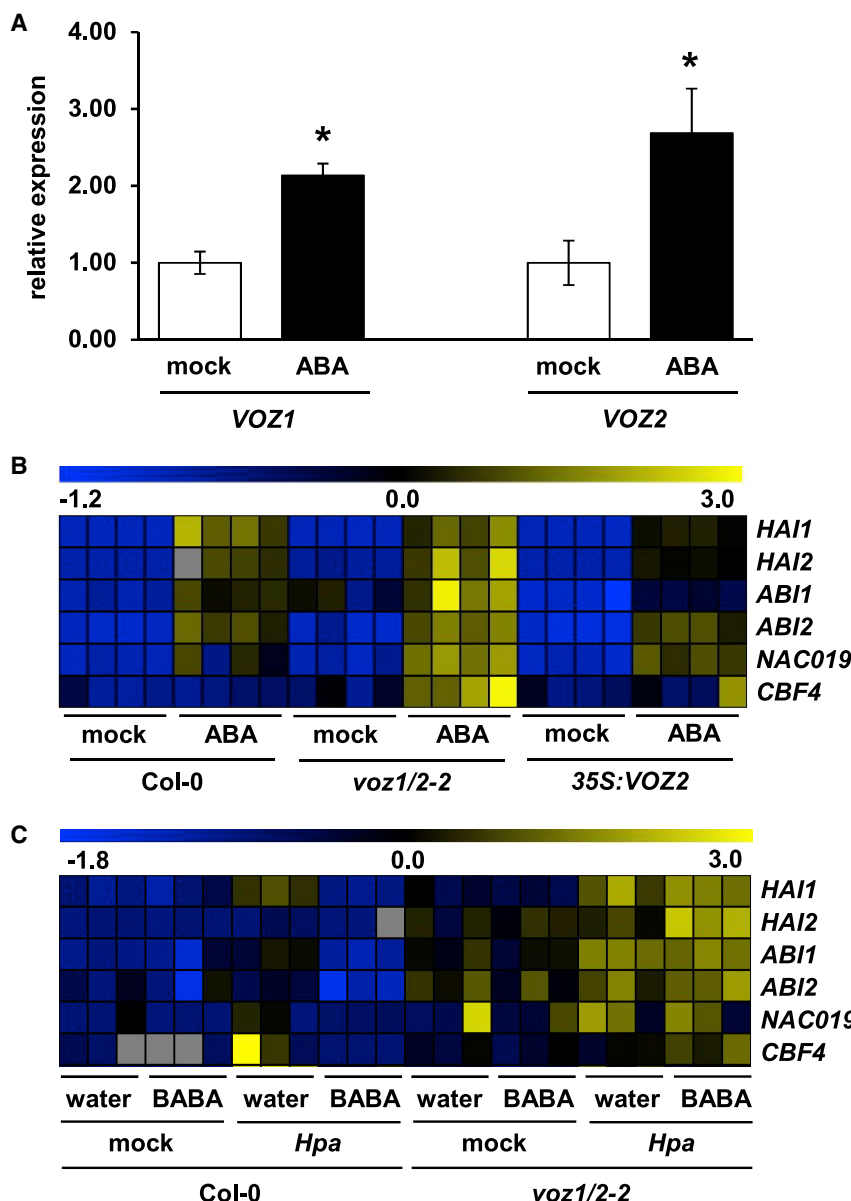 A
4.00
3.00
2.00
1.00
0.00
relative expression
*
*
mock ABA mock ABA
VOZ1 VOZ2
B
-1.2 0.0 3.0
HAI1
HAI2
ABI1
ABI2
NAC019
CBF4
mock ABA mock ABA mock ABA
Col-0 voz1/2-2 35S:VOZ2
C
-1.8 0.0 3.0
HAI1
HAI2
ABI1
ABI2
NAC019
CBF4
water BABA water BABA water BABA water BABA
mock Hpa mock Hpa
Col-0 voz1/2-2